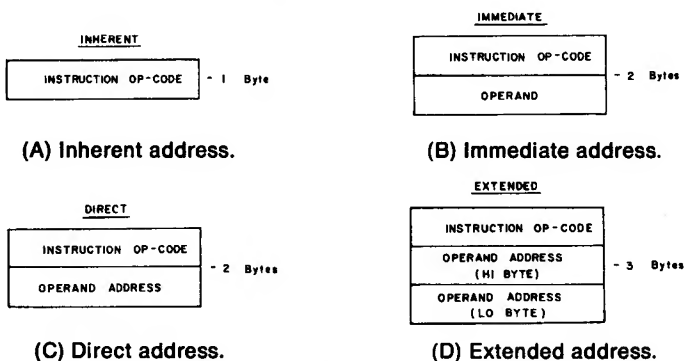 INHERENT
INSTRUCTION OP-CODE
- 1 Byte
(A) Inherent address.
IMMEDIATE
INSTRUCTION OP-CODE
OPERAND
- 2 Bytes
(B) Immediate address.
DIRECT
INSTRUCTION OP-CODE
OPERAND ADDRESS
- 2 Bytes
(C) Direct address.
EXTENDED
INSTRUCTION OP-CODE
OPERAND ADDRESS
(HI BYTE)
OPERAND ADDRESS
(LO BYTE)
- 3 Bytes
(D) Extended address.